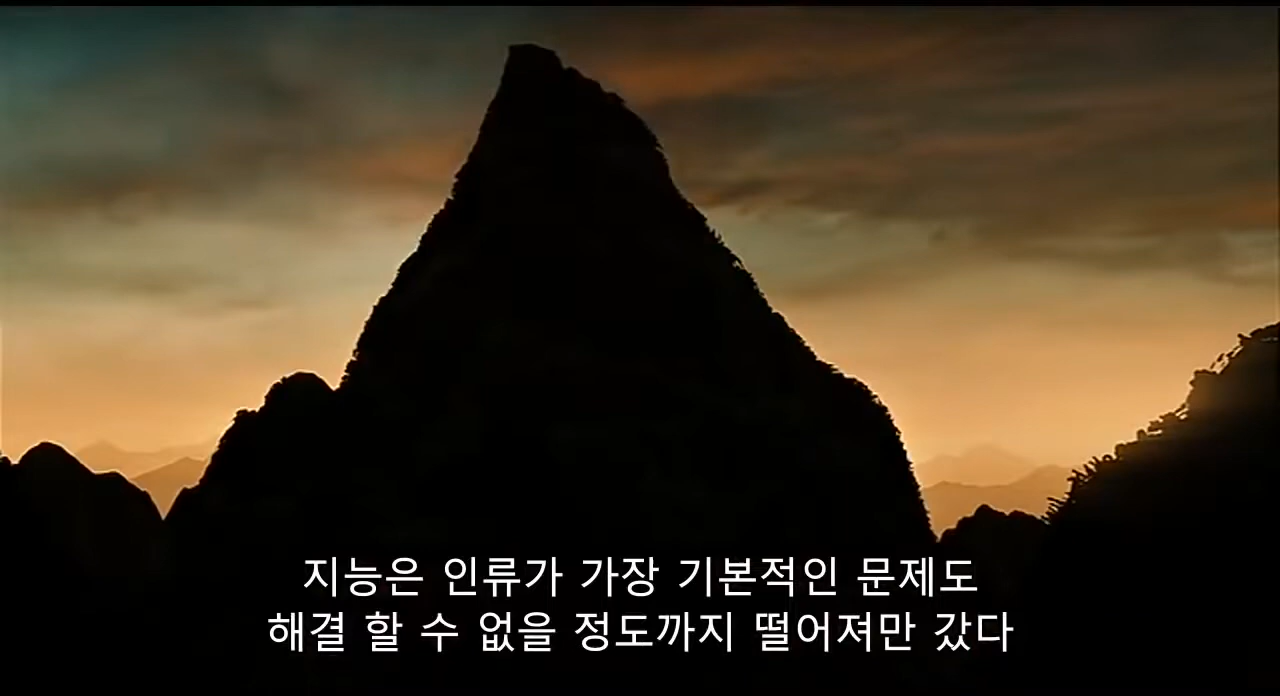 지능은 인류가 가장 기본적인 문제도
해결 할 수 없을 정도까지 떨어져만 갔다